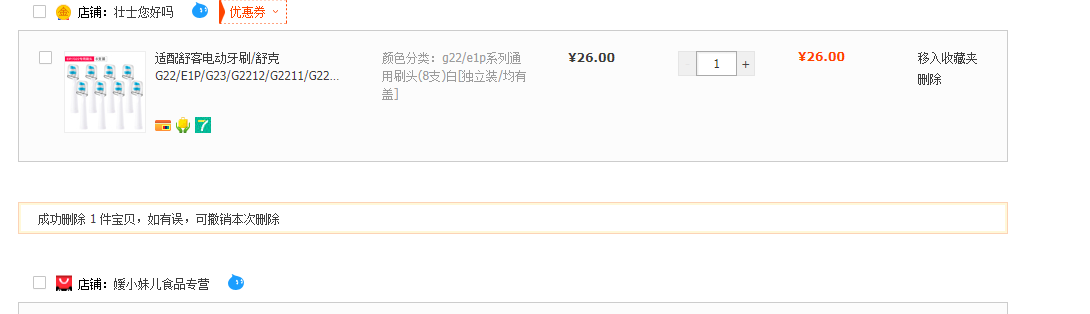 店铺：壮士您好吗 优惠券
适配舒客电动牙刷/舒克
G22/E1P/G23/G2212/G2211/G22...
颜色分类：g22/e1p系列通
用刷头(8支)白[独立装/均有
盖]
¥26.00
- 1 +
¥26.00
移入收藏夹
删除
成功删除 1 件宝贝，如有误，可撤销本次删除
店铺：媛小妹儿食品专营